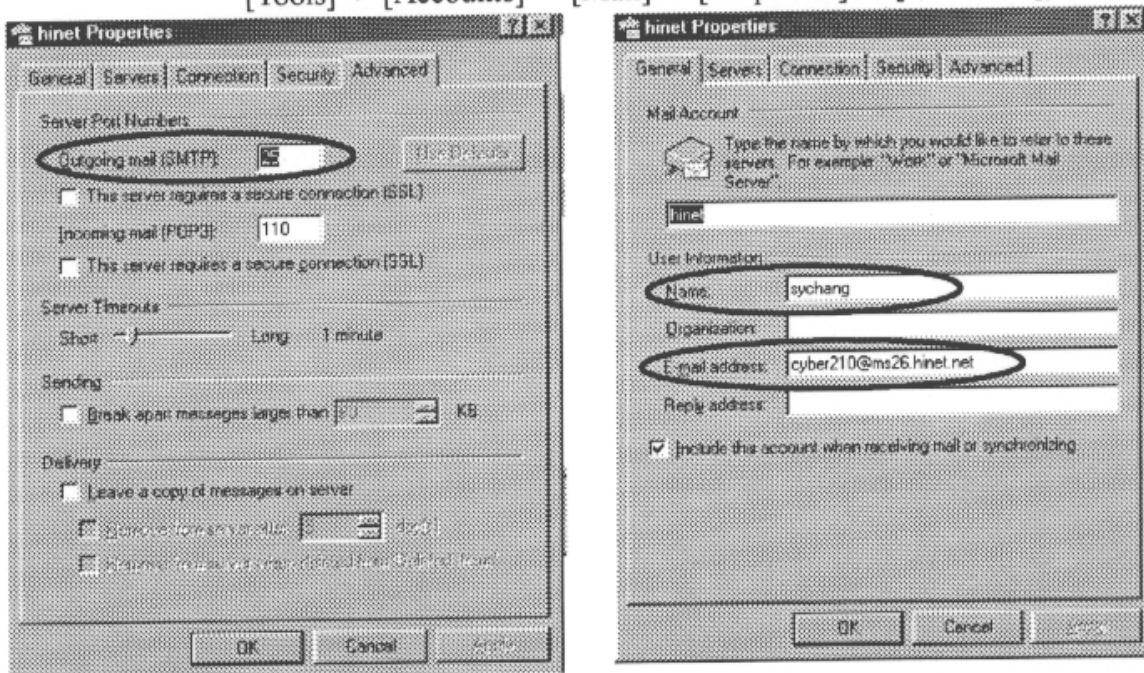 [Tools] [Accounts]
hinet Properties
General Servers Connection Security Advanced
Server Port Numbers
Outgoing mail (SMTP): Use Defaults
This server requires a secure connection (SSL)
Incoming mail (POP3): 110
This server requires a secure connection (SSL)
Server Timeouts
Short Long 1 minute
Sending
Break apart messages larger than KB
Delivery
Leave a copy of messages on server
OK Cancel Apply
hinet Properties
General Servers Connection Security Advanced
Mail Account
Type the name by which you would like to refer to these
servers. For example: "Work" or "Microsoft Mail
Server".
hinet
User Information
Name: sychang
Organization:
E-mail address: cyber210@ms26.hinet.net
Reply address:
Include this account when receiving mail or synchronizing
OK Cancel